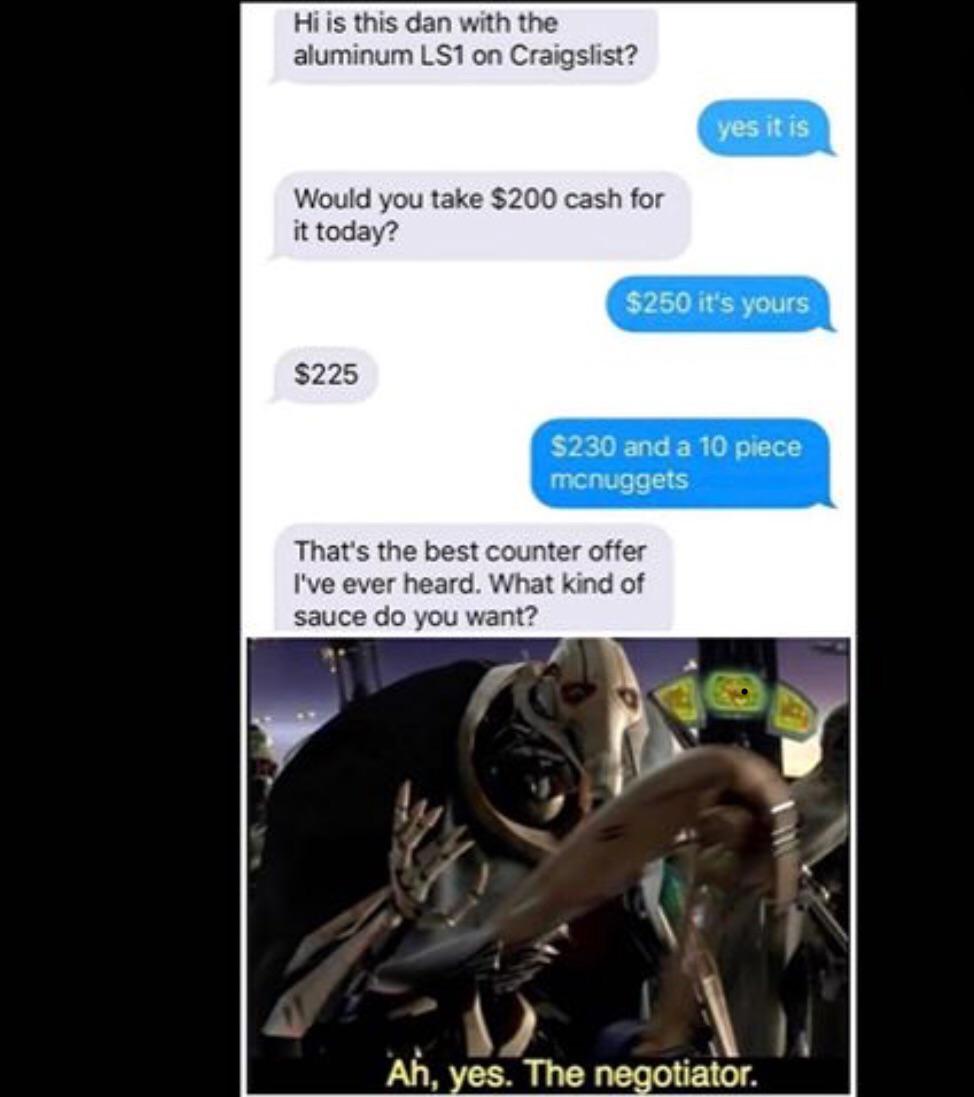 Hi is this dan with the
aluminum LS1 on Craigslist?
yes it is
Would you take $200 cash for
it today?
$250 it's yours
$225
$230 and a 10 piece
mcnuggets
That's the best counter offer
I've ever heard. What kind of
sauce do you want?
Ah, yes. The negotiator.